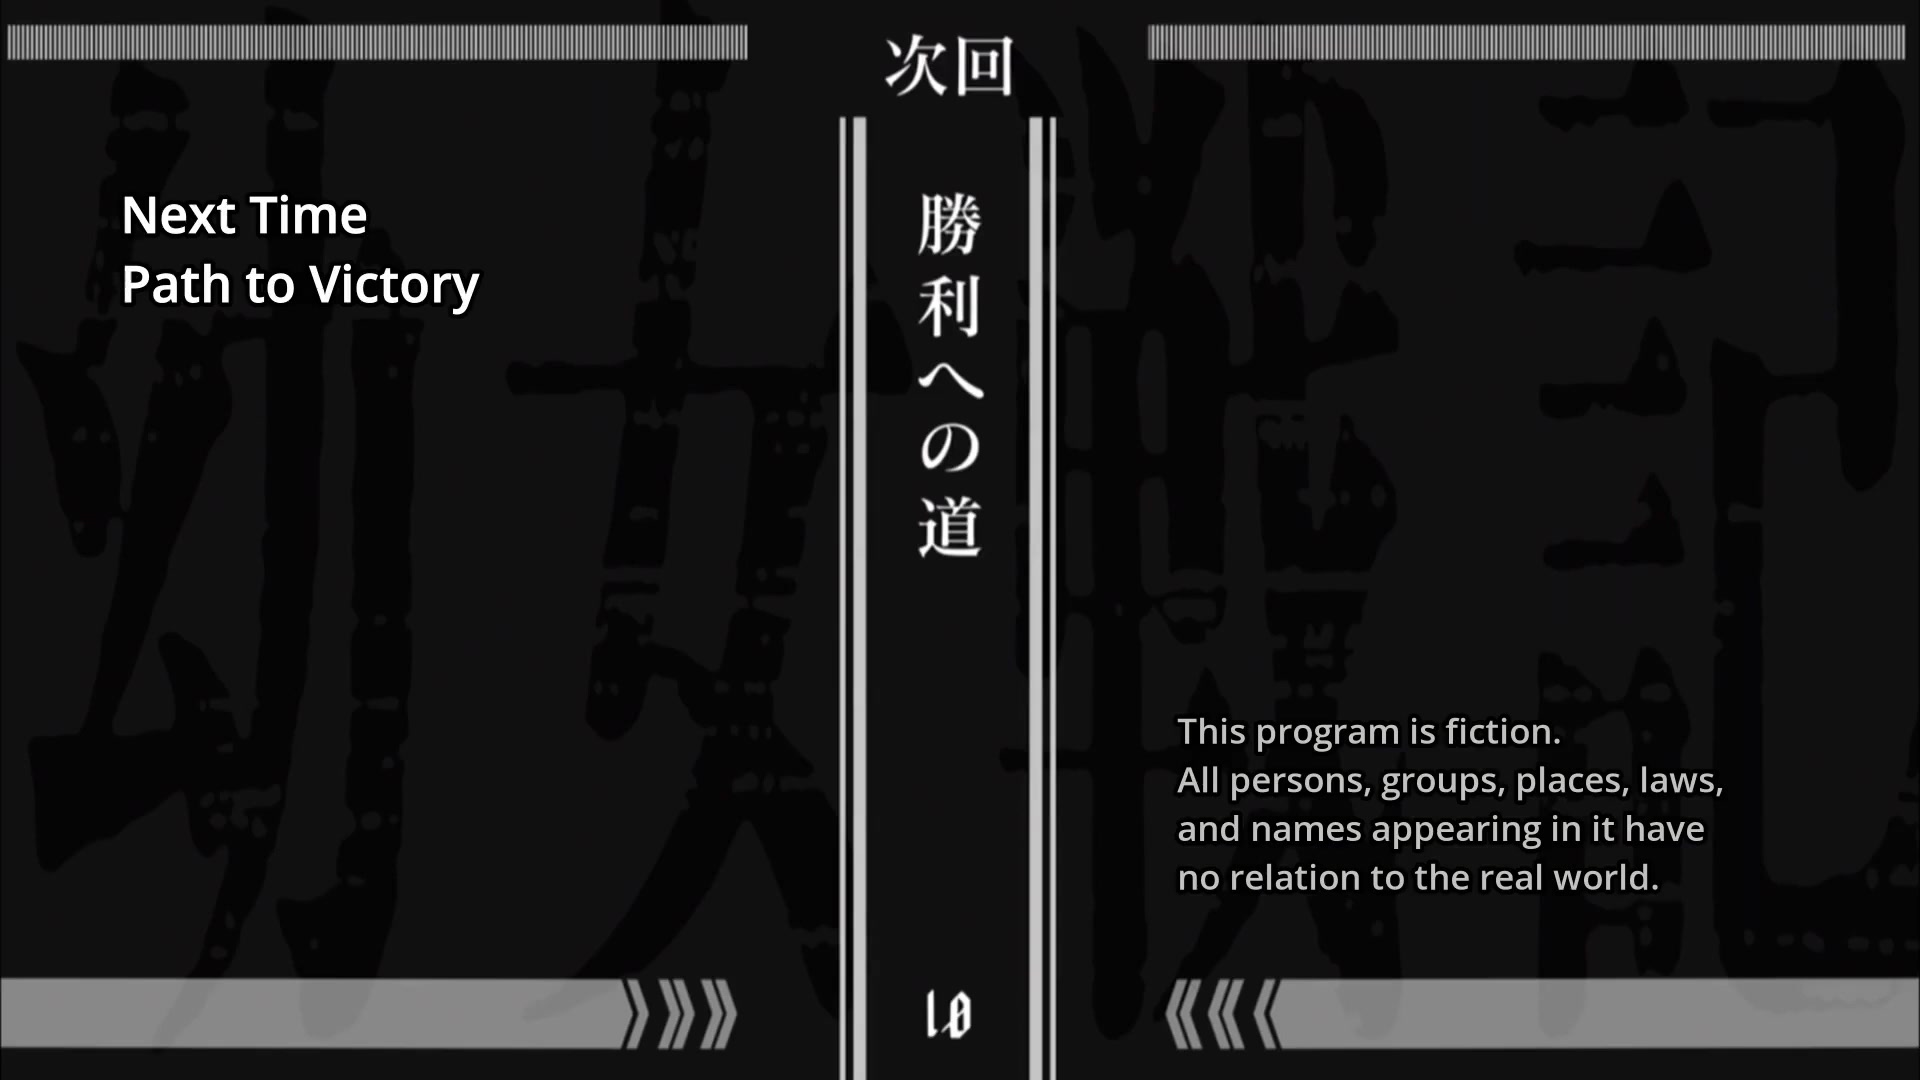 次回
Next Time
Path to Victory
勝利への道
This program is fiction.
All persons, groups, places, laws,
and names appearing in it have
no relation to the real world.
10